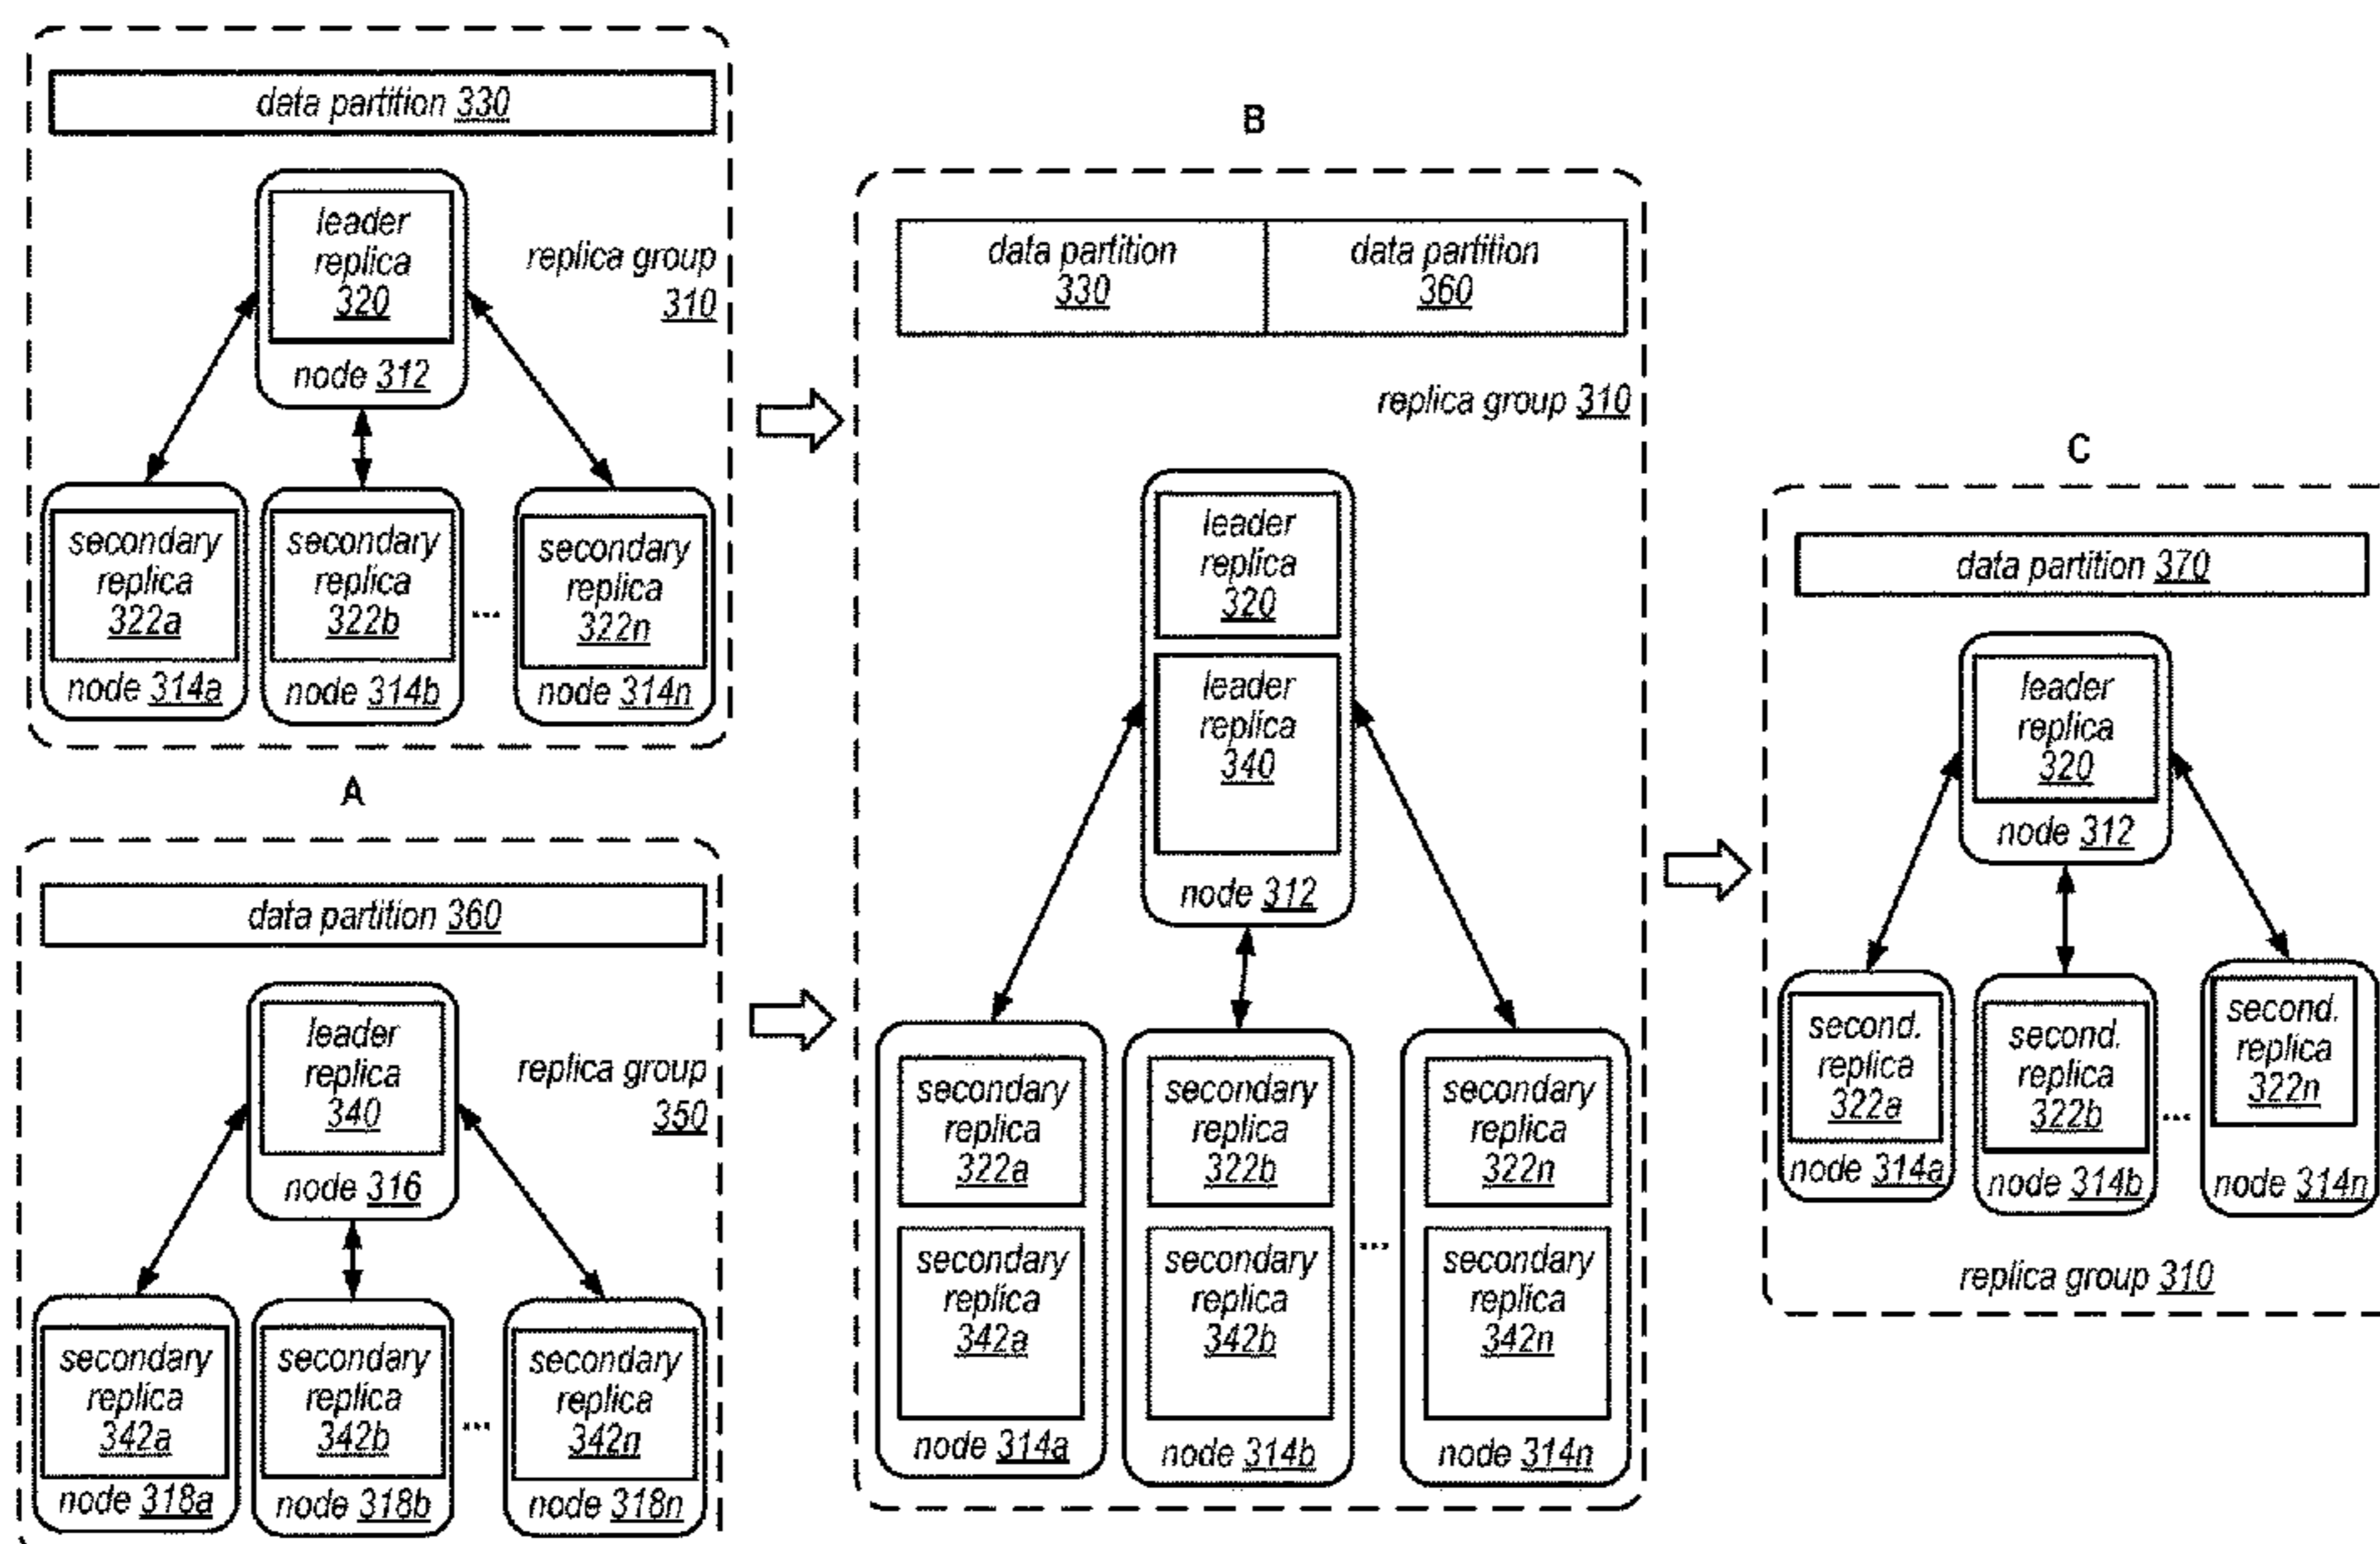 data partition 330
leader
replica
320
node 312
replica group
310
secondary
replica
322a
node 314a
secondary
replica
322b
node 314b
...
secondary
replica
322n
node 314n
A
data partition 360
leader
replica
340
node 316
replica group
350
secondary
replica
342a
node 318a
secondary
replica
342b
node 318b
...
secondary
replica
342n
node 318n
B
data partition
330
data partition
360
replica group 310
leader
replica
320
leader
replica
340
node 312
secondary
replica
322a
secondary
replica
342a
node 314a
secondary
replica
322b
secondary
replica
342b
node 314b
...
secondary
replica
322n
secondary
replica
342n
node 314n
C
data partition 370
leader
replica
320
node 312
second.
replica
322a
node 314a
second.
replica
322b
node 314b
...
second.
replica
322n
node 314n
replica group 310